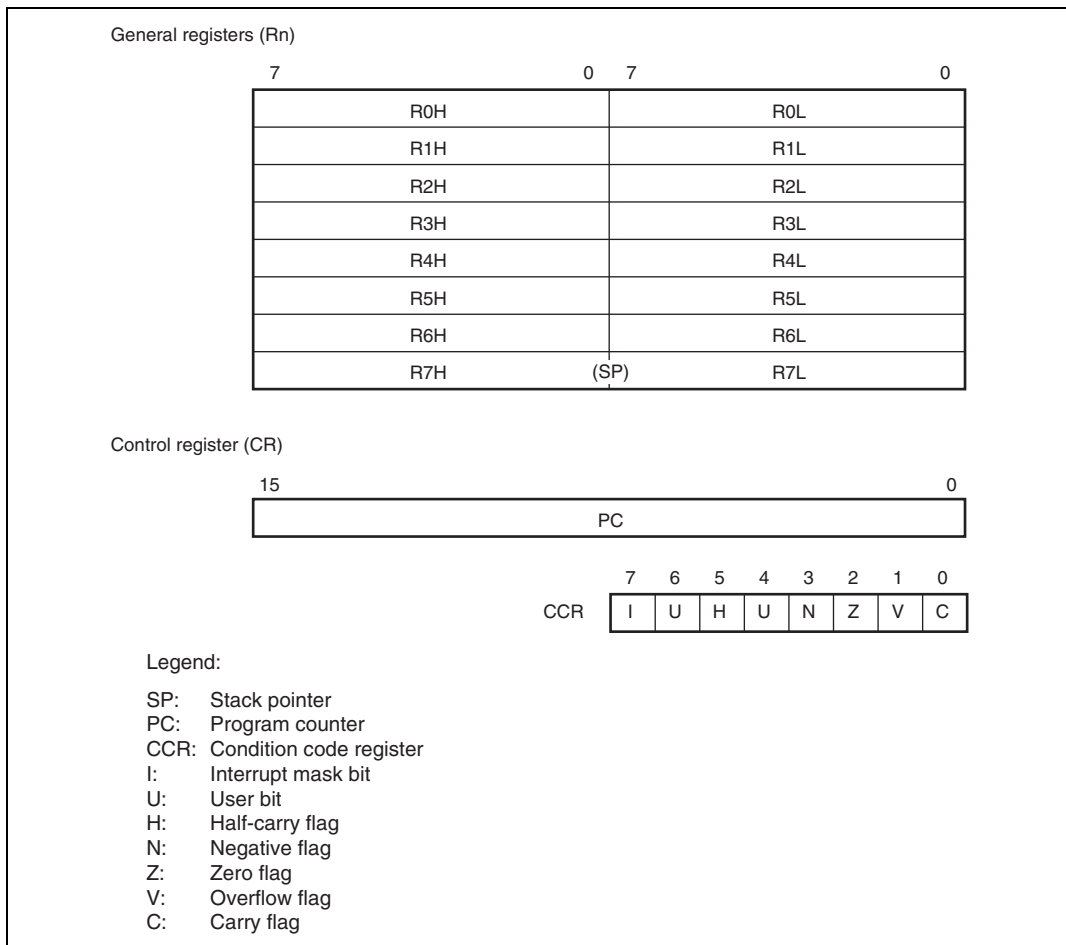 General registers (Rn)
7 0 7 0
R0H R0L
R1H R1L
R2H R2L
R3H R3L
R4H R4L
R5H R5L
R6H R6L
R7H (SP) R7L
Control register (CR)
15 0
PC
7 6 5 4 3 2 1 0
CCR I U H U N Z V C
Legend:
SP: Stack pointer
PC: Program counter
CCR: Condition code register
I: Interrupt mask bit
U: User bit
H: Half-carry flag
N: Negative flag
Z: Zero flag
V: Overflow flag
C: Carry flag